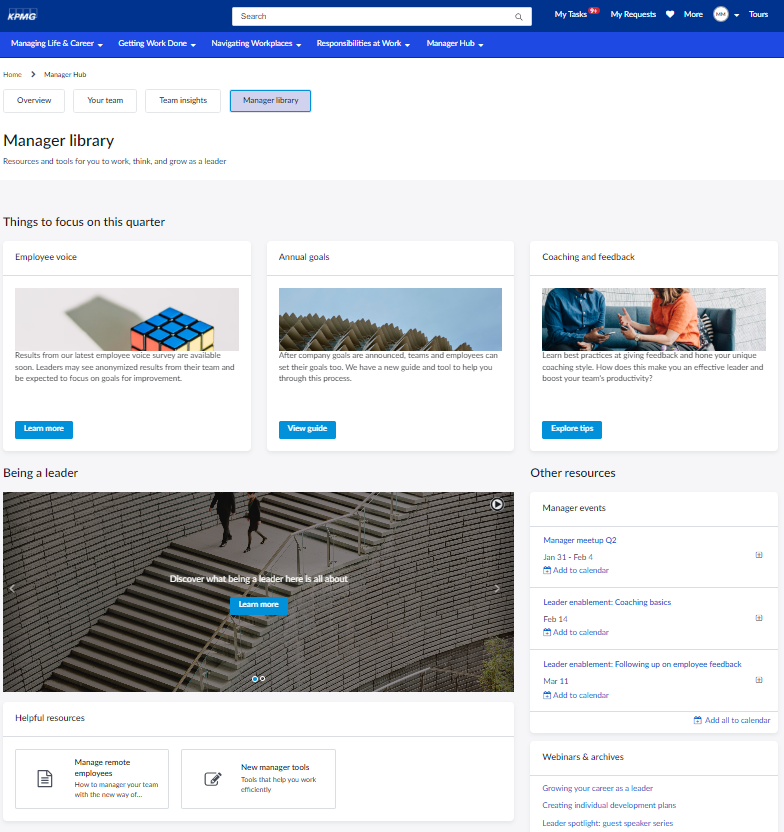 KPMG
Search
My Tasks 9+ My Requests More MM Tours
Managing Life & Career Getting Work Done Navigating Workplaces Responsibilities at Work Manager Hub
Home > Manager Hub
Overview Your team Team insights Manager library
Manager library
Resources and tools for you to work, think, and grow as a leader
Things to focus on this quarter
Employee voice
Results from our latest employee voice survey are available
soon. Leaders may see anonymized results from their team and
be expected to focus on goals for improvement.
Learn more
Annual goals
After company goals are announced, teams and employees can
set their goals too. We have a new guide and tool to help you
through this process.
View guide
Coaching and feedback
Learn best practices at giving feedback and hone your unique
coaching style. How does this make you an effective leader and
boost your team's productivity?
Explore tips
Being a leader
Discover what being a leader here is all about
Learn more
Helpful resources
Manage remote
employees
How to manage your team
with the new way of...
New manager tools
Tools that help you work
efficiently
Other resources
Manager events
Manager meetup Q2
Jan 31 - Feb 4
Add to calendar
Leader enablement: Coaching basics
Feb 14
Add to calendar
Leader enablement: Following up on employee feedback
Mar 11
Add to calendar
Add all to calendar
Webinars & archives
Growing your career as a leader
Creating individual development plans
Leader spotlight: guest speaker series